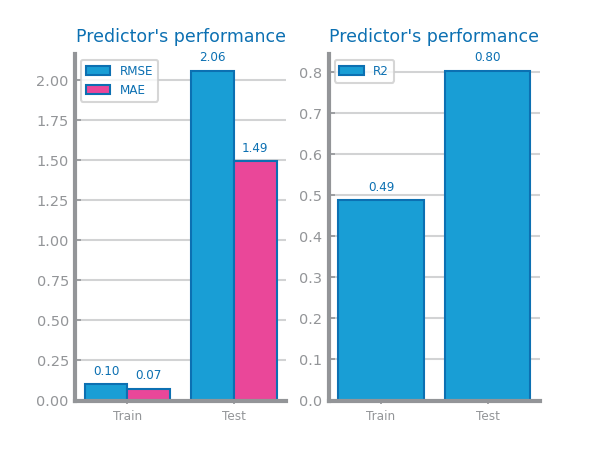 Predictor's performance
RMSE
MAE
2.00
1.75
1.50
1.25
1.00
0.75
0.50
0.25
0.00
0.10
0.07
2.06
1.49
Train
Test
Predictor's performance
R2
0.8
0.7
0.6
0.5
0.4
0.3
0.2
0.1
0.0
0.49
0.80
Train
Test